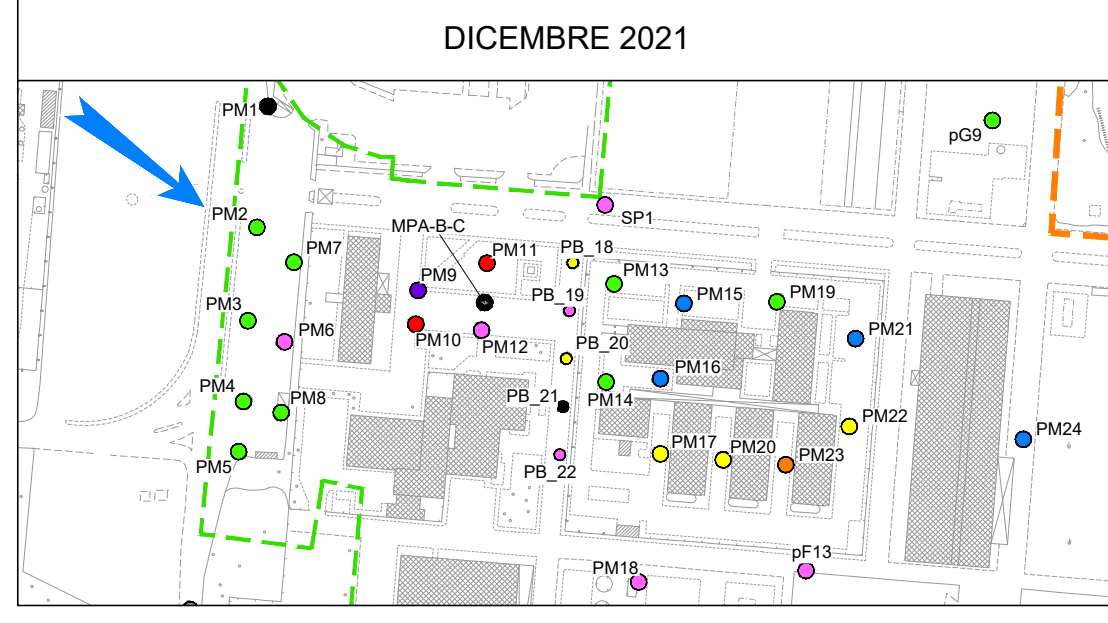 DICEMBRE 2021
PM1
pG9
PM2
SP1
MPA-B-C
PM7
PM11
PB_18
PM9
PM13
PB_19
PM15
PM19
PM3
PM6
PM10
PM12
PB_20
PM21
PM16
PM4
PM8
PB_21
PM14
PM22
PM24
PM5
PB_22
PM17
PM20
PM23
pF13
PM18